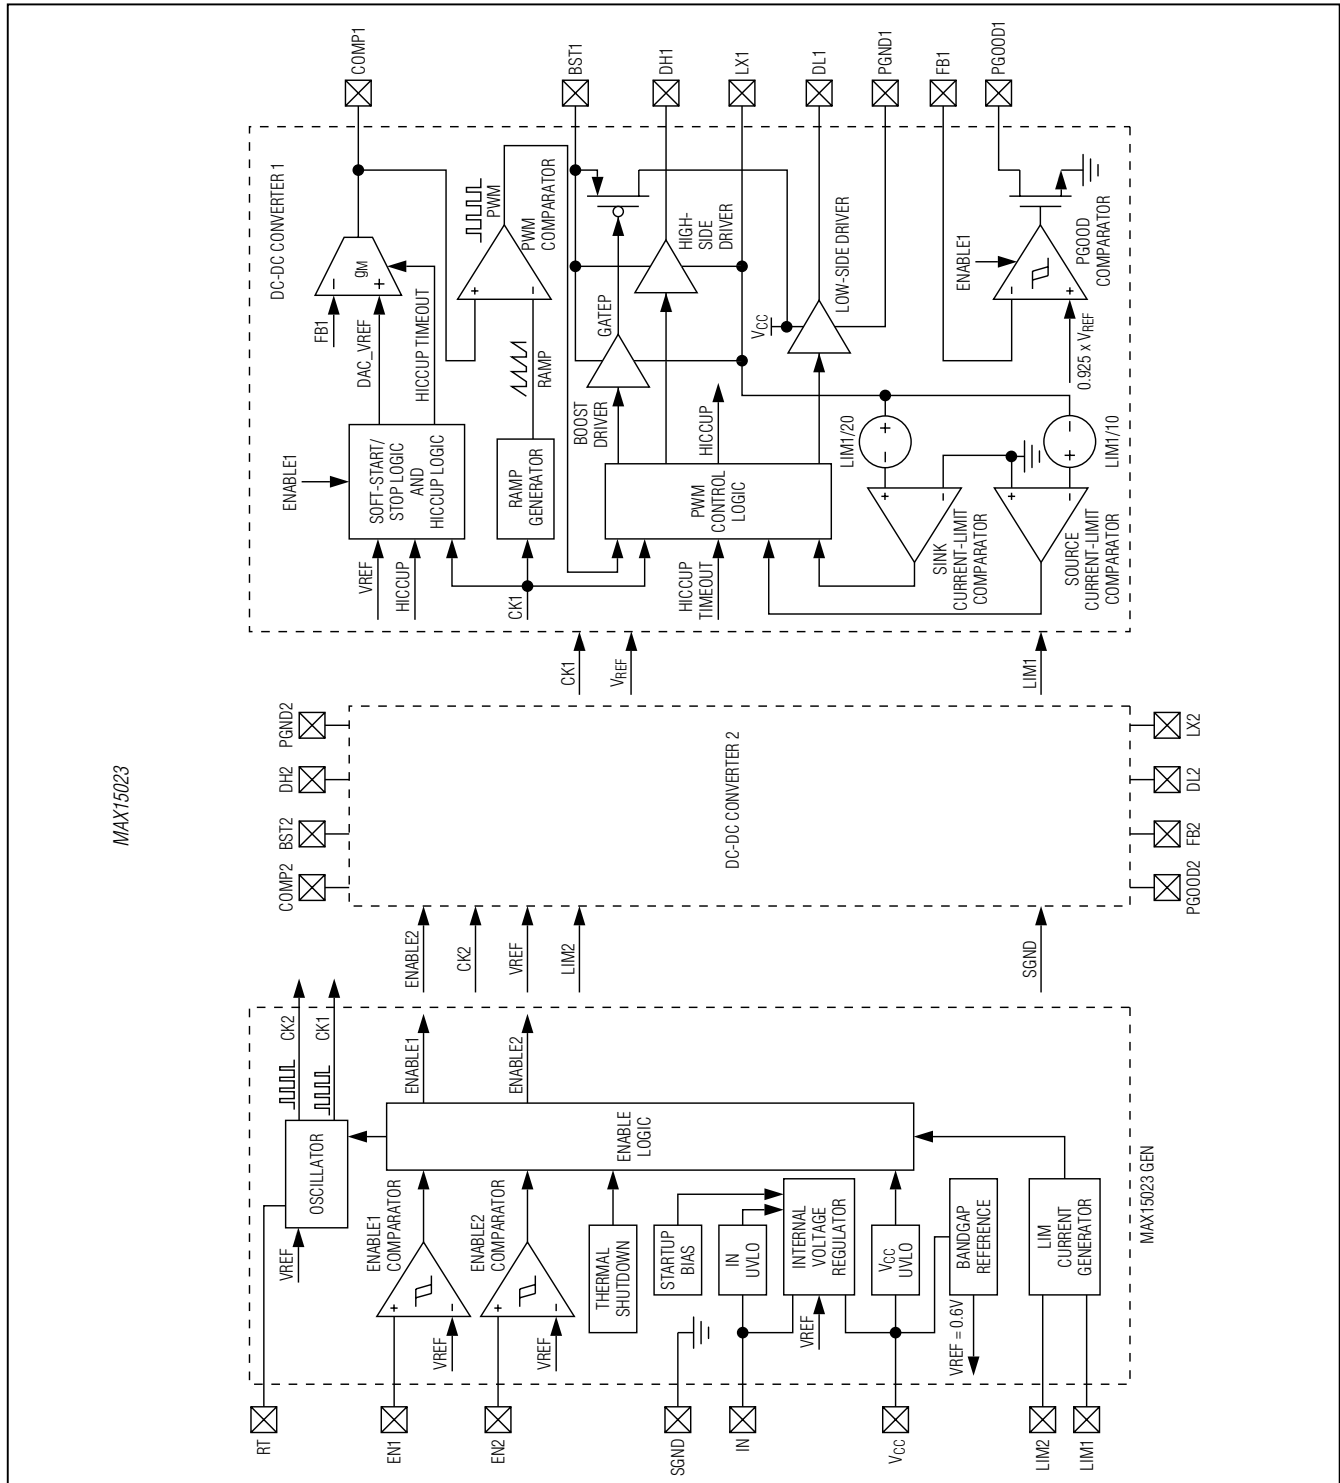 MAX15023
RT
EN1
EN2
SGND
IN
VCC
LIM2
LIM1
MAX15023 GEN
VREF
OSCILLATOR
CK2
CK1
ENABLE1
COMPARATOR
+
−
VREF
ENABLE2
COMPARATOR
+
−
VREF
THERMAL
SHUTDOWN
STARTUP
BIAS
IN
UVLO
INTERNAL
VOLTAGE
REGULATOR
VREF
VCC
UVLO
BANDGAP
REFERENCE
VREF = 0.6V
LIM
CURRENT
GENERATOR
ENABLE
LOGIC
ENABLE1
ENABLE2
ENABLE2
CK2
VREF
LIM2
SGND
DC-DC CONVERTER 2
COMP2
BST2
DH2
PGND2
PGOOD2
FB2
DL2
LX2
CK1
VREF
LIM1
DC-DC CONVERTER 1
VREF
HICCUP
CK1
ENABLE1
SOFT-START/
STOP LOGIC
AND
HICCUP LOGIC
FB1
DAC_VREF
HICCUP TIMEOUT
−
+
gM
RAMP
GENERATOR
RAMP
+
−
PWM
PWM
COMPARATOR
HICCUP
TIMEOUT
PWM
CONTROL
LOGIC
BOOST
DRIVER
GATEP
HICCUP
HIGH-
SIDE
DRIVER
VCC
LOW-SIDE DRIVER
LIM1/20
−
+
+
−
SINK
CURRENT-LIMIT
COMPARATOR
LIM1/10
+
−
+
−
SOURCE
CURRENT-LIMIT
COMPARATOR
ENABLE1
−
+
0.925 x VREF
PGOOD
COMPARATOR
COMP1
BST1
DH1
LX1
DL1
PGND1
FB1
PGOOD1